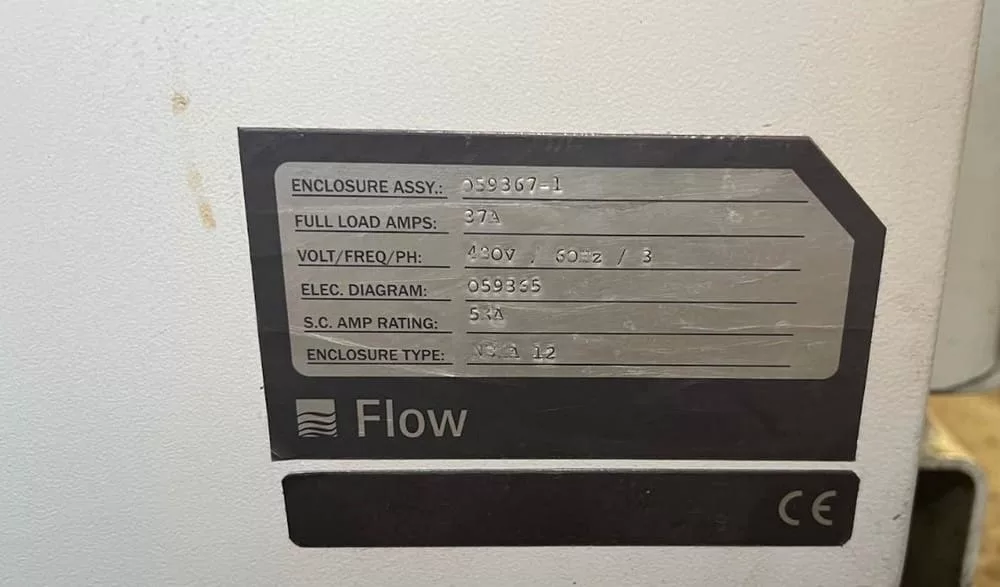 ENCLOSURE ASSY.: 059367-1
FULL LOAD AMPS: 37A
VOLT/FREQ/PH: 480V / 60Hz / 3
ELEC. DIAGRAM: 059365
S.C. AMP RATING:
ENCLOSURE TYPE: NEMA 12
Flow
CE